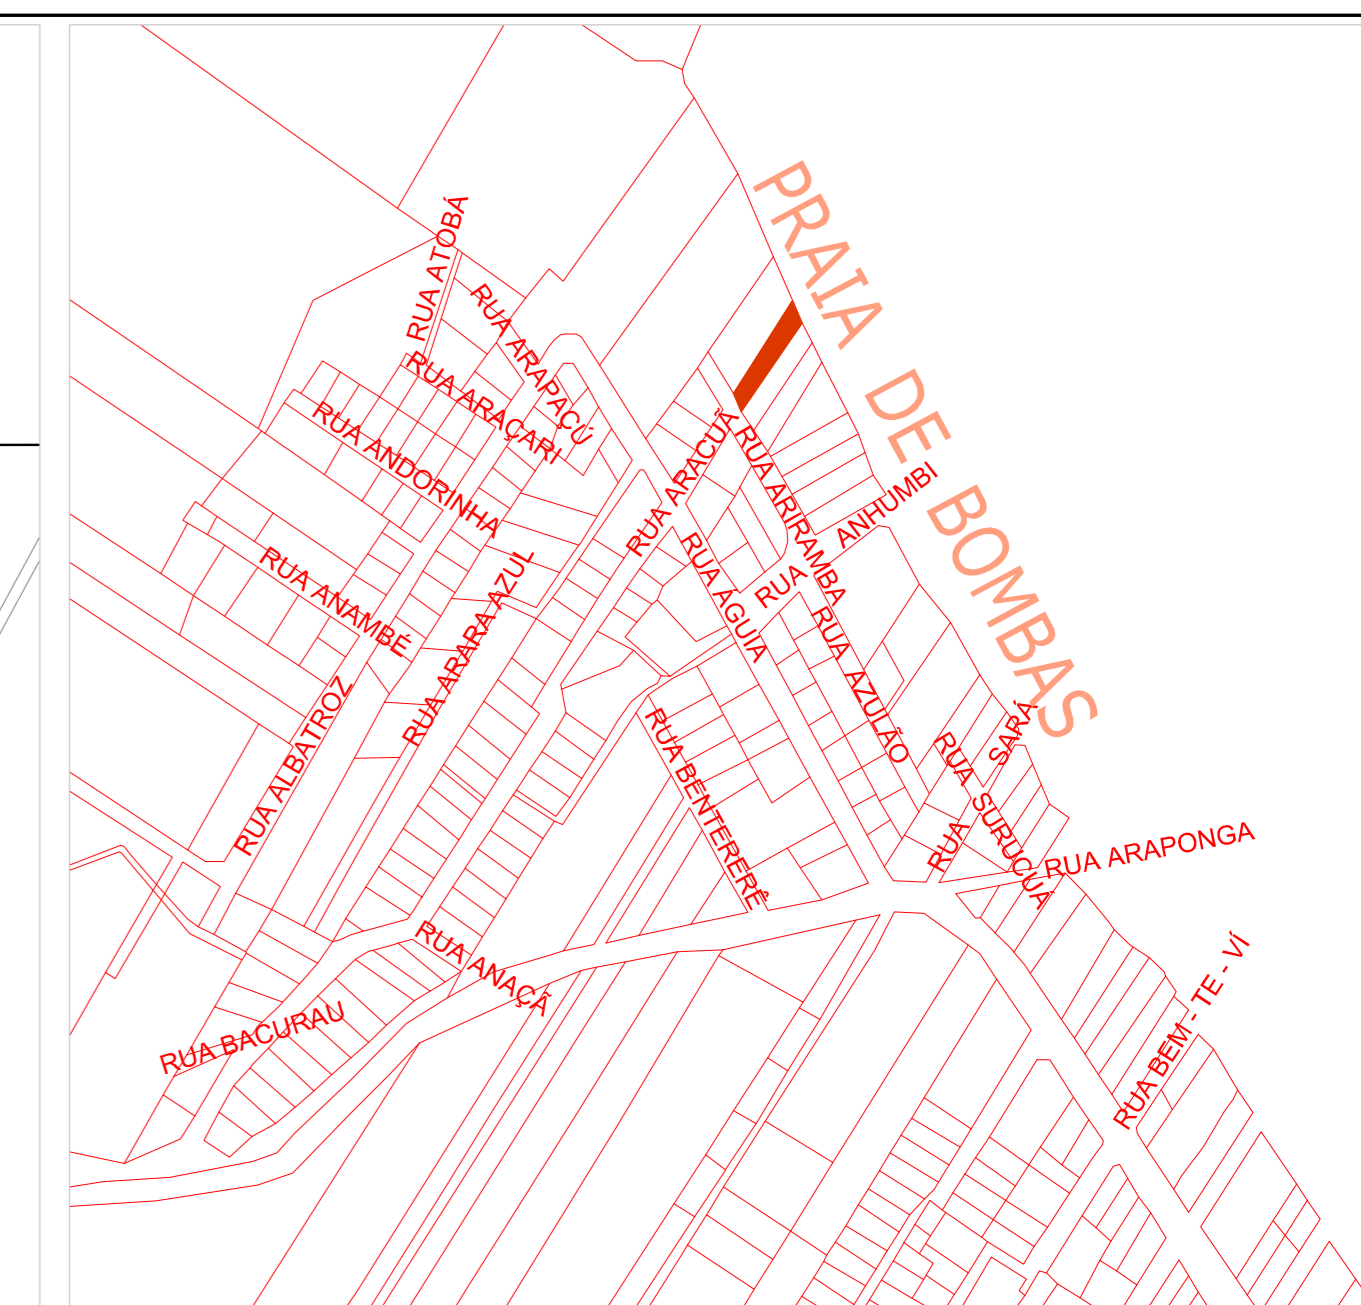 PRAIA DE BOMBAS
RUA ATOBÁ
RUA ARAPAÇÚ
RUA ARAÇARI
RUA ANDORINHA
RUA ARACUÃ
RUA ARIRAMBA
RUA ANHUMBI
RUA ANAMBÉ
RUA ARARA AZUL
RUA ÁGUIA
RUA AZULÃO
RUA ALBATROZ
RUA BENTERERÊ
RUA SARÁ
RUA SURUCUÁ
RUA ARAPONGA
RUA ANAÇÃ
RUA BACURAU
RUA BEM - TE - VÍ